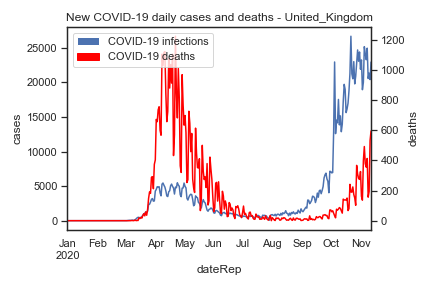 New COVID-19 daily cases and deaths - United_Kingdom
COVID-19 infections
COVID-19 deaths
25000
20000
15000
10000
5000
0
cases
1200
1000
800
600
400
200
0
deaths
Jan Feb Mar Apr May Jun Jul Aug Sep Oct Nov
2020
dateRep